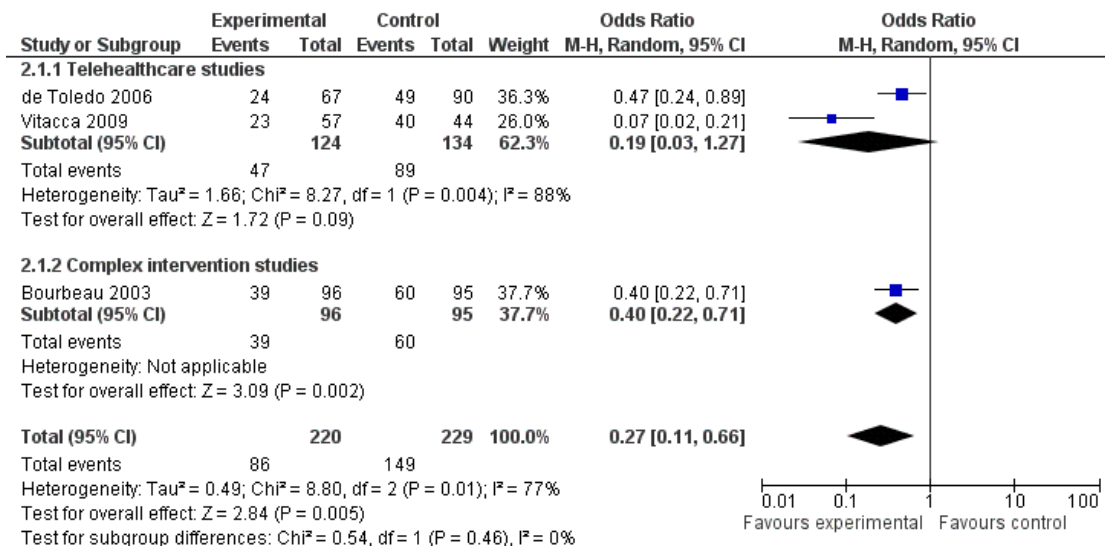 Experimental Control Odds Ratio Odds Ratio
Study or Subgroup Events Total Events Total Weight M-H, Random, 95% CI M-H, Random, 95% CI
2.1.1 Telehealthcare studies
de Toledo 2006 24 67 49 90 36.3% 0.47 [0.24, 0.89]
Vitacca 2009 23 57 40 44 26.0% 0.07 [0.02, 0.21]
Subtotal (95% CI) 124 134 62.3% 0.19 [0.03, 1.27]
Total events 47 89
Heterogeneity: Tau² = 1.66; Chi² = 8.27, df = 1 (P = 0.004); I² = 88%
Test for overall effect: Z = 1.72 (P = 0.09)
2.1.2 Complex intervention studies
Bourbeau 2003 39 96 60 95 37.7% 0.40 [0.22, 0.71]
Subtotal (95% CI) 96 95 37.7% 0.40 [0.22, 0.71]
Total events 39 60
Heterogeneity: Not applicable
Test for overall effect: Z = 3.09 (P = 0.002)
Total (95% CI) 220 229 100.0% 0.27 [0.11, 0.66]
Total events 86 149
Heterogeneity: Tau² = 0.49; Chi² = 8.80, df = 2 (P = 0.01); I² = 77%
Test for overall effect: Z = 2.84 (P = 0.005)
Test for subgroup differences: Chi² = 0.54, df = 1 (P = 0.46), I² = 0%
0.01 0.1 1 10 100
Favours experimental Favours control